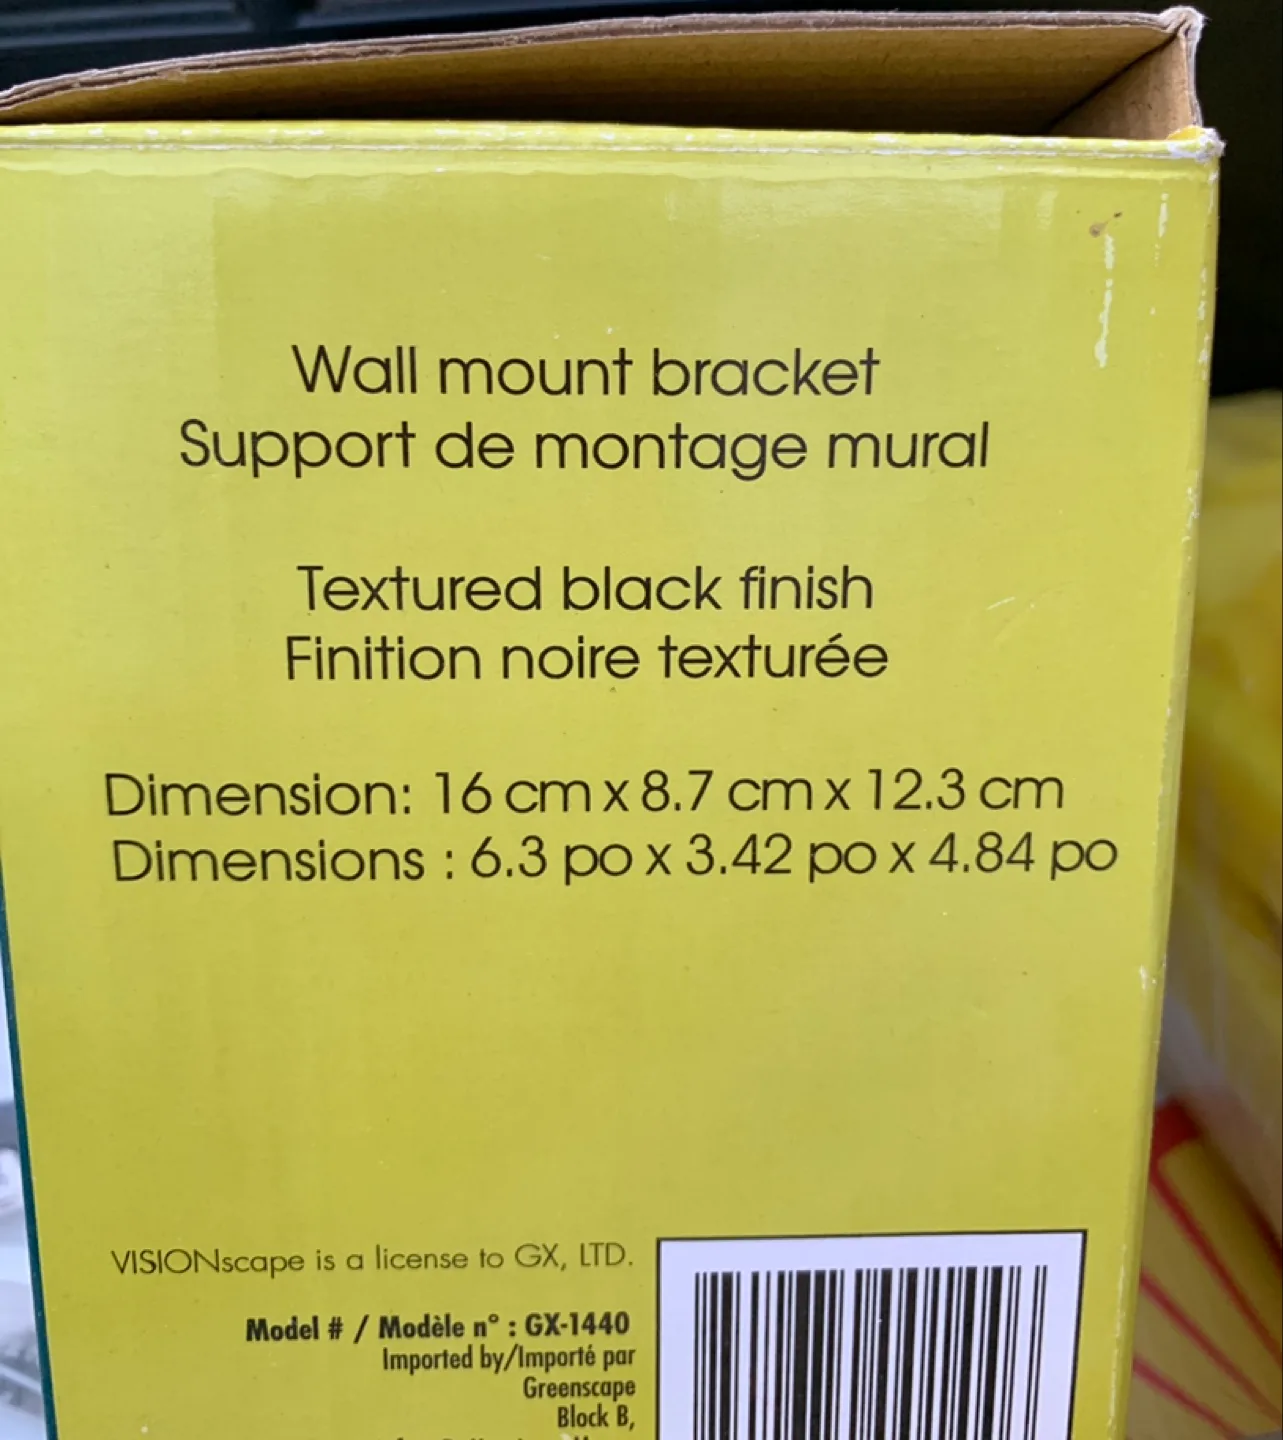 Wall mount bracket
Support de montage mural
Textured black finish
Finition noire texturée
Dimension: 16 cm x 8.7 cm x 12.3 cm
Dimensions : 6.3 po x 3.42 po x 4.84 po
VISIONscape is a license to GX, LTD.
Model # / Modèle n° : GX-1440
Imported by/Importé par
Greenscape
Block B,